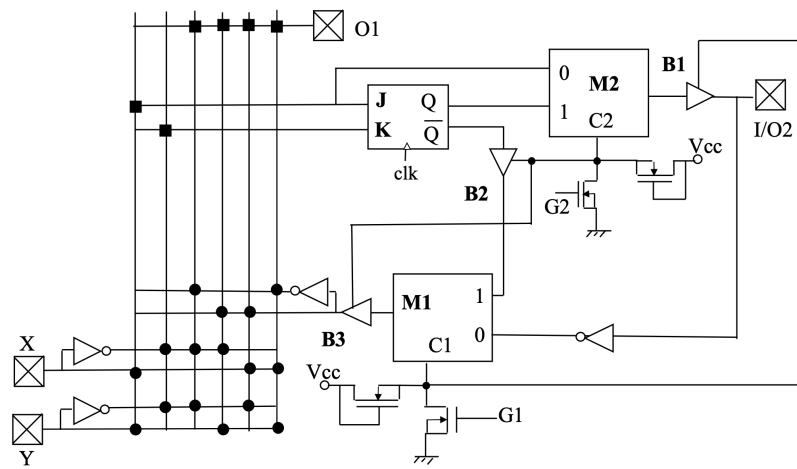 O1
B1
0
M2
J
Q
1
I/O2
K
Q
C2
clk
Vcc
B2
G2
M1
1
X
B3
0
C1
Vcc
G1
Y